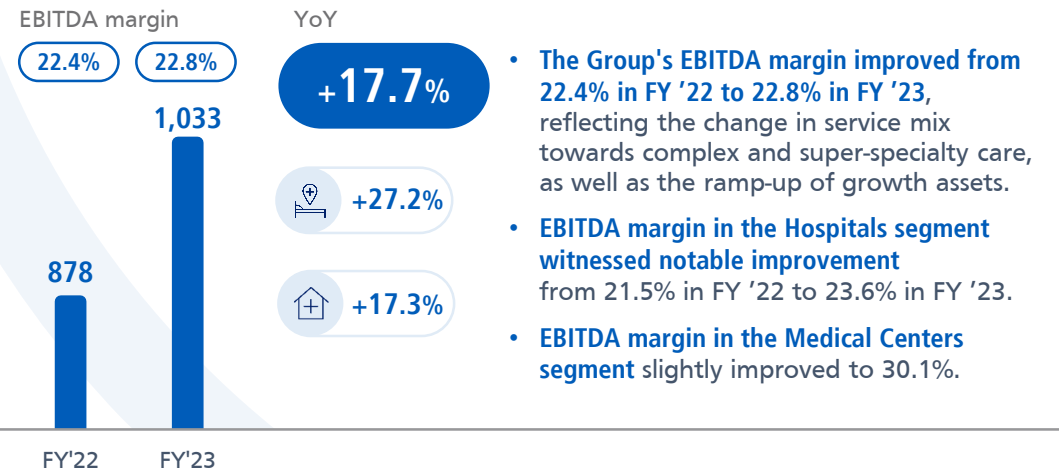 EBITDA margin
22.4% 22.8%
1,033
878
FY'22 FY'23
YoY
+17.7%
+27.2%
+17.3%
• The Group's EBITDA margin improved from
22.4% in FY ’22 to 22.8% in FY ’23,
reflecting the change in service mix
towards complex and super-specialty care,
as well as the ramp-up of growth assets.
• EBITDA margin in the Hospitals segment
witnessed notable improvement
from 21.5% in FY ’22 to 23.6% in FY ’23.
• EBITDA margin in the Medical Centers
segment slightly improved to 30.1%.